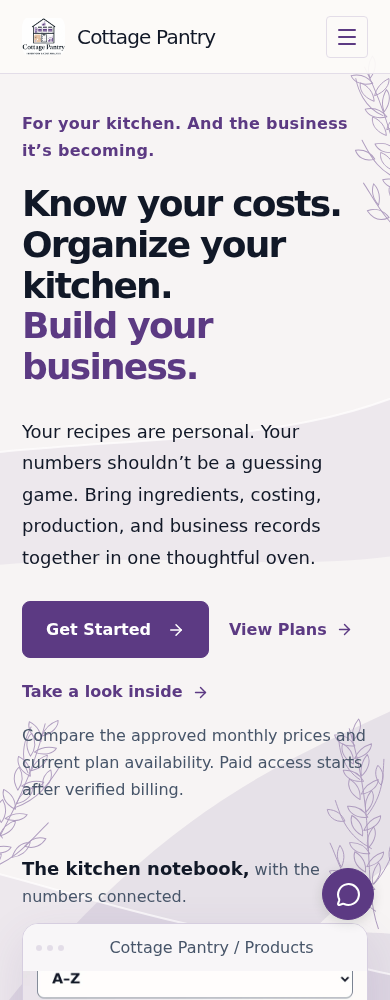 Cottage Pantry
Cottage Pantry
For your kitchen. And the business
it’s becoming.
Know your costs.
Organize your
kitchen.
Build your
business.
Your recipes are personal. Your
numbers shouldn’t be a guessing
game. Bring ingredients, costing,
production, and business records
together in one thoughtful oven.
Get Started →
View Plans →
Take a look inside →
Compare the approved monthly prices and
current plan availability. Paid access starts
after verified billing.
The kitchen notebook, with the
numbers connected.
Cottage Pantry / Products
A–Z